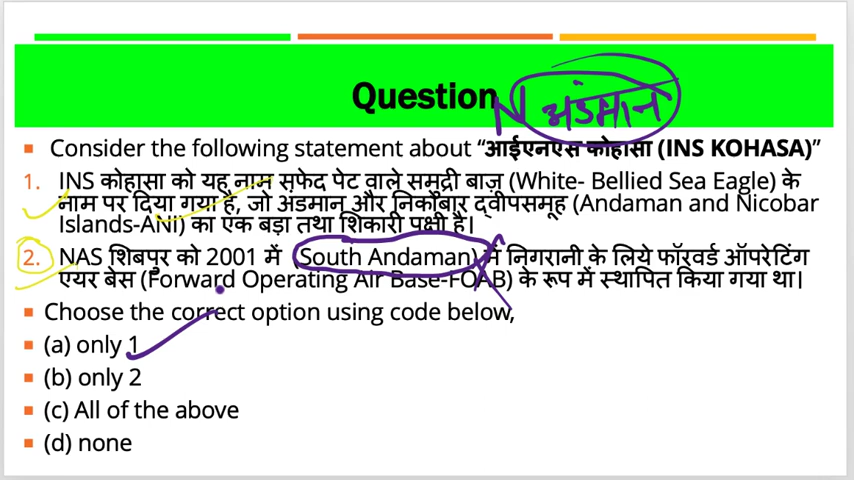 Question
N अंडमान
Consider the following statement about “आईएनएस कोहासा (INS KOHASA)”
1. INS कोहासा को यह नाम सफेद पेट वाले समुद्री बाज़ (White- Bellied Sea Eagle) के
नाम पर दिया गया है, जो अंडमान और निकोबार द्वीपसमूह (Andaman and Nicobar
Islands-ANI) का एक बड़ा तथा शिकारी पक्षी है।
2. NAS शिबपुर को 2001 में (South Andaman) में निगरानी के लिये फॉरवर्ड ऑपरेटिंग
एयर बेस (Forward Operating Air Base-FOAB) के रूप में स्थापित किया गया था।
Choose the correct option using code below,
(a) only 1
(b) only 2
(c) All of the above
(d) none